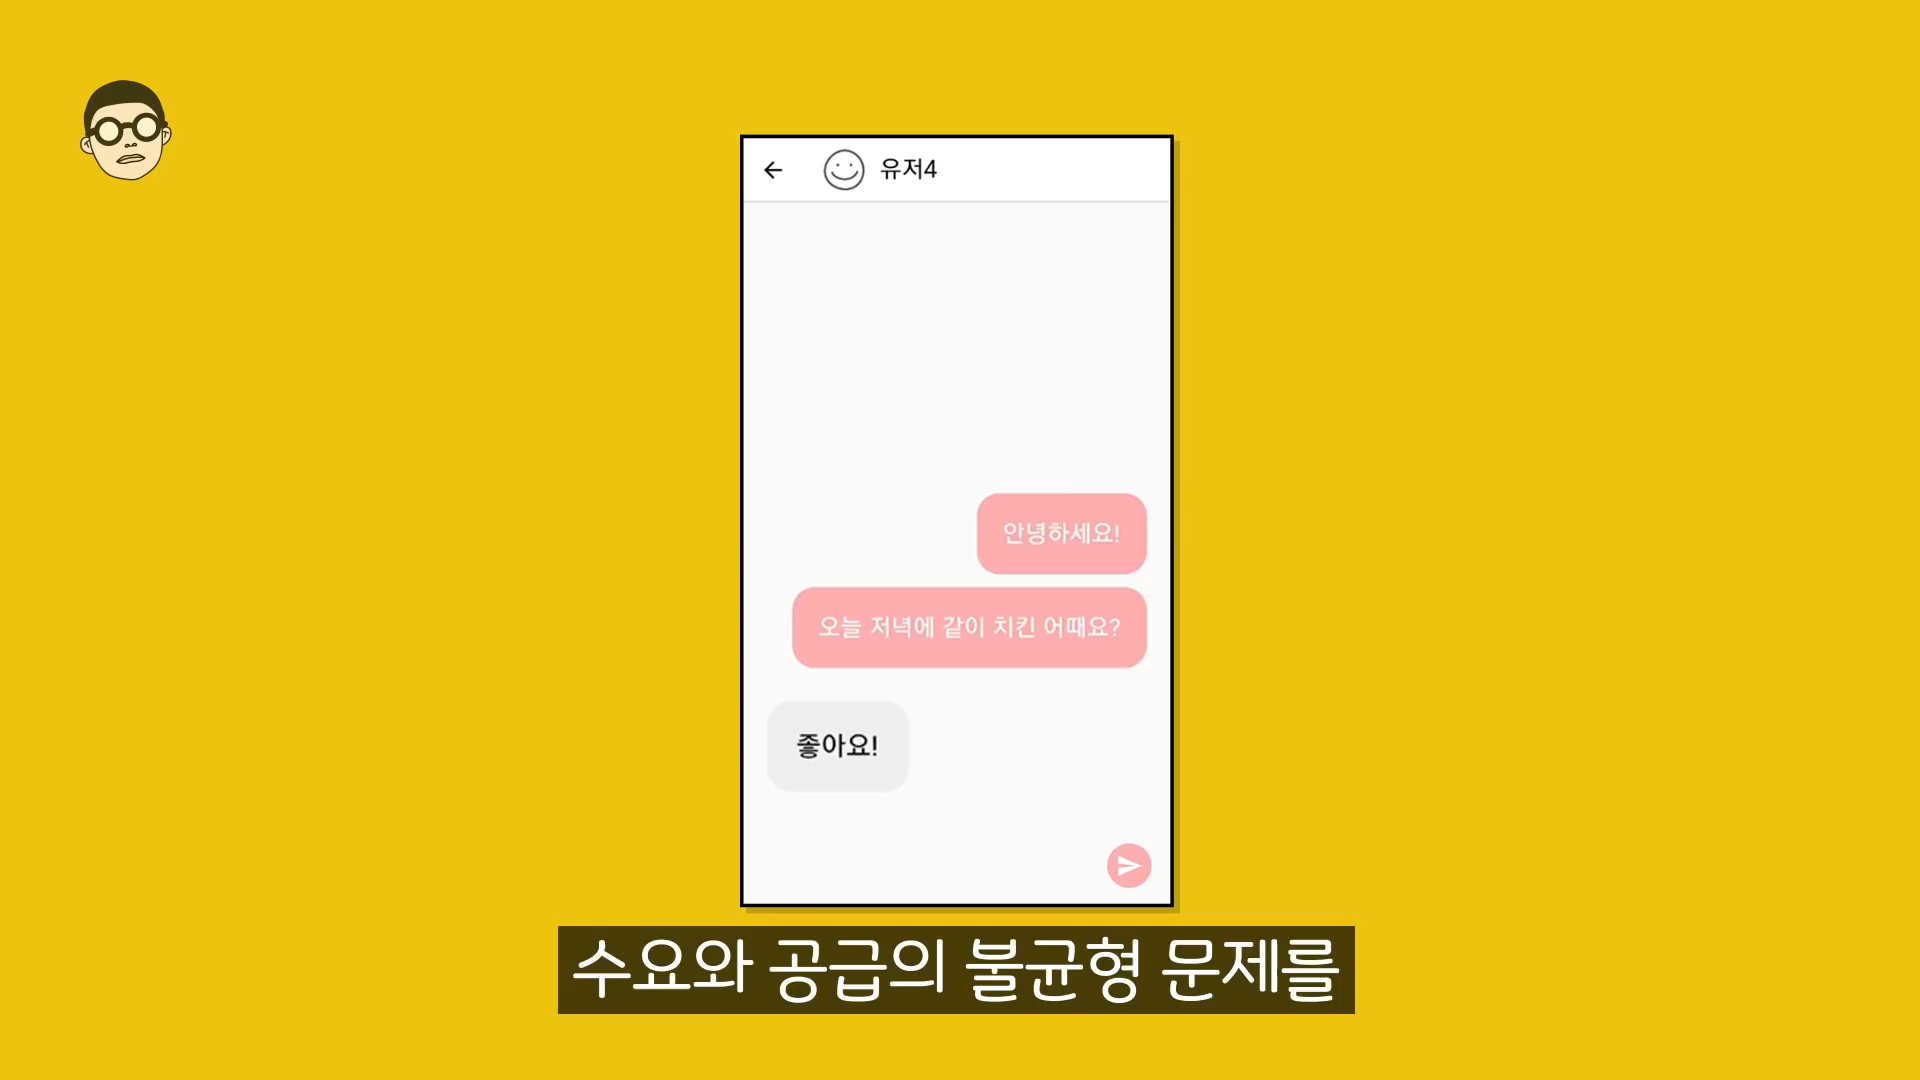 유저4
안녕하세요!
오늘 저녁에 같이 치킨 어때요?
좋아요!
수요와 공급의 불균형 문제를